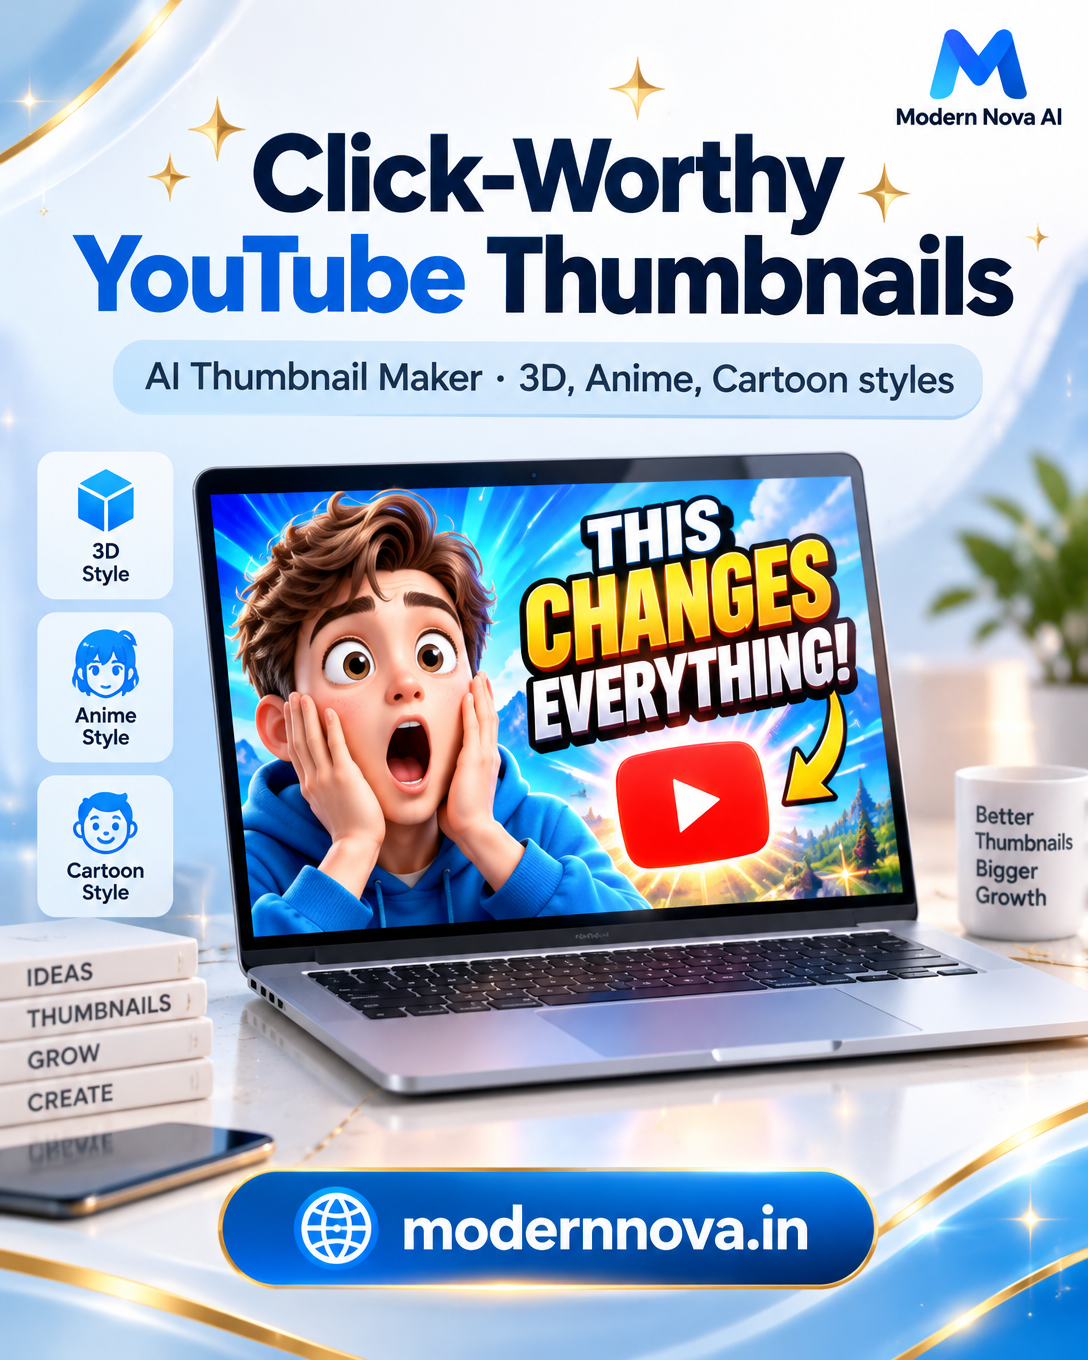 Modern Nova AI
Click-Worthy
YouTube Thumbnails
AI Thumbnail Maker · 3D, Anime, Cartoon styles
3D
Style
Anime
Style
Cartoon
Style
THIS
CHANGES
EVERYTHING!
Better
Thumbnails
Bigger
Growth
IDEAS
THUMBNAILS
GROW
CREATE
modernnova.in